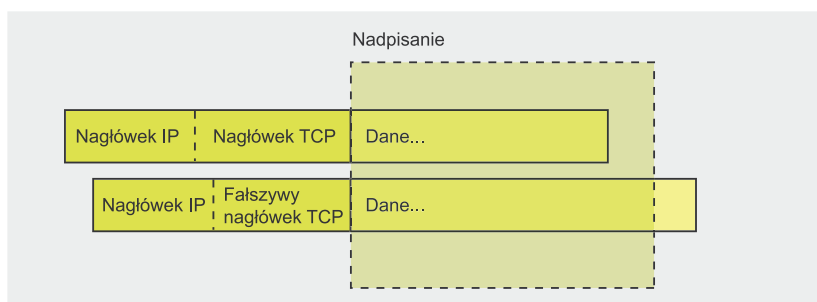 Nadpisanie
Nagłówek IP Nagłówek TCP Dane...
Nagłówek IP Fałszywy nagłówek TCP Dane...